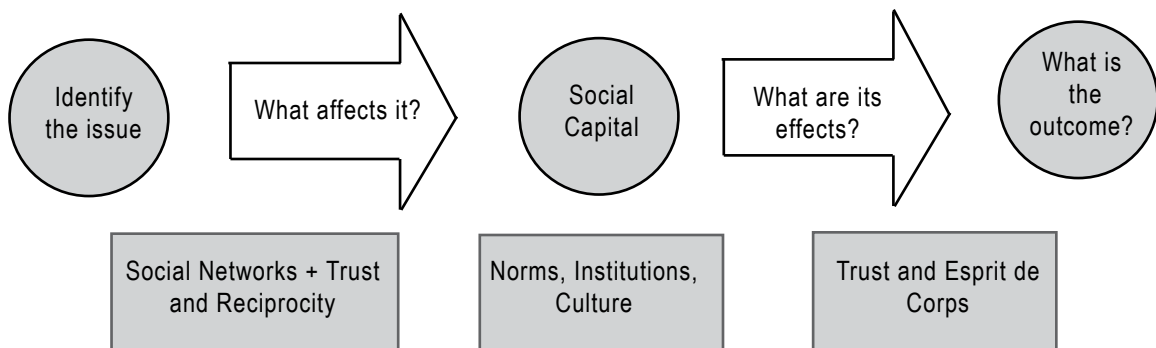 Identify
the issue
What affects it?
Social
Capital
What are its
effects?
What is
the
outcome?
Social Networks + Trust
and Reciprocity
Norms, Institutions,
Culture
Trust and Esprit de
Corps